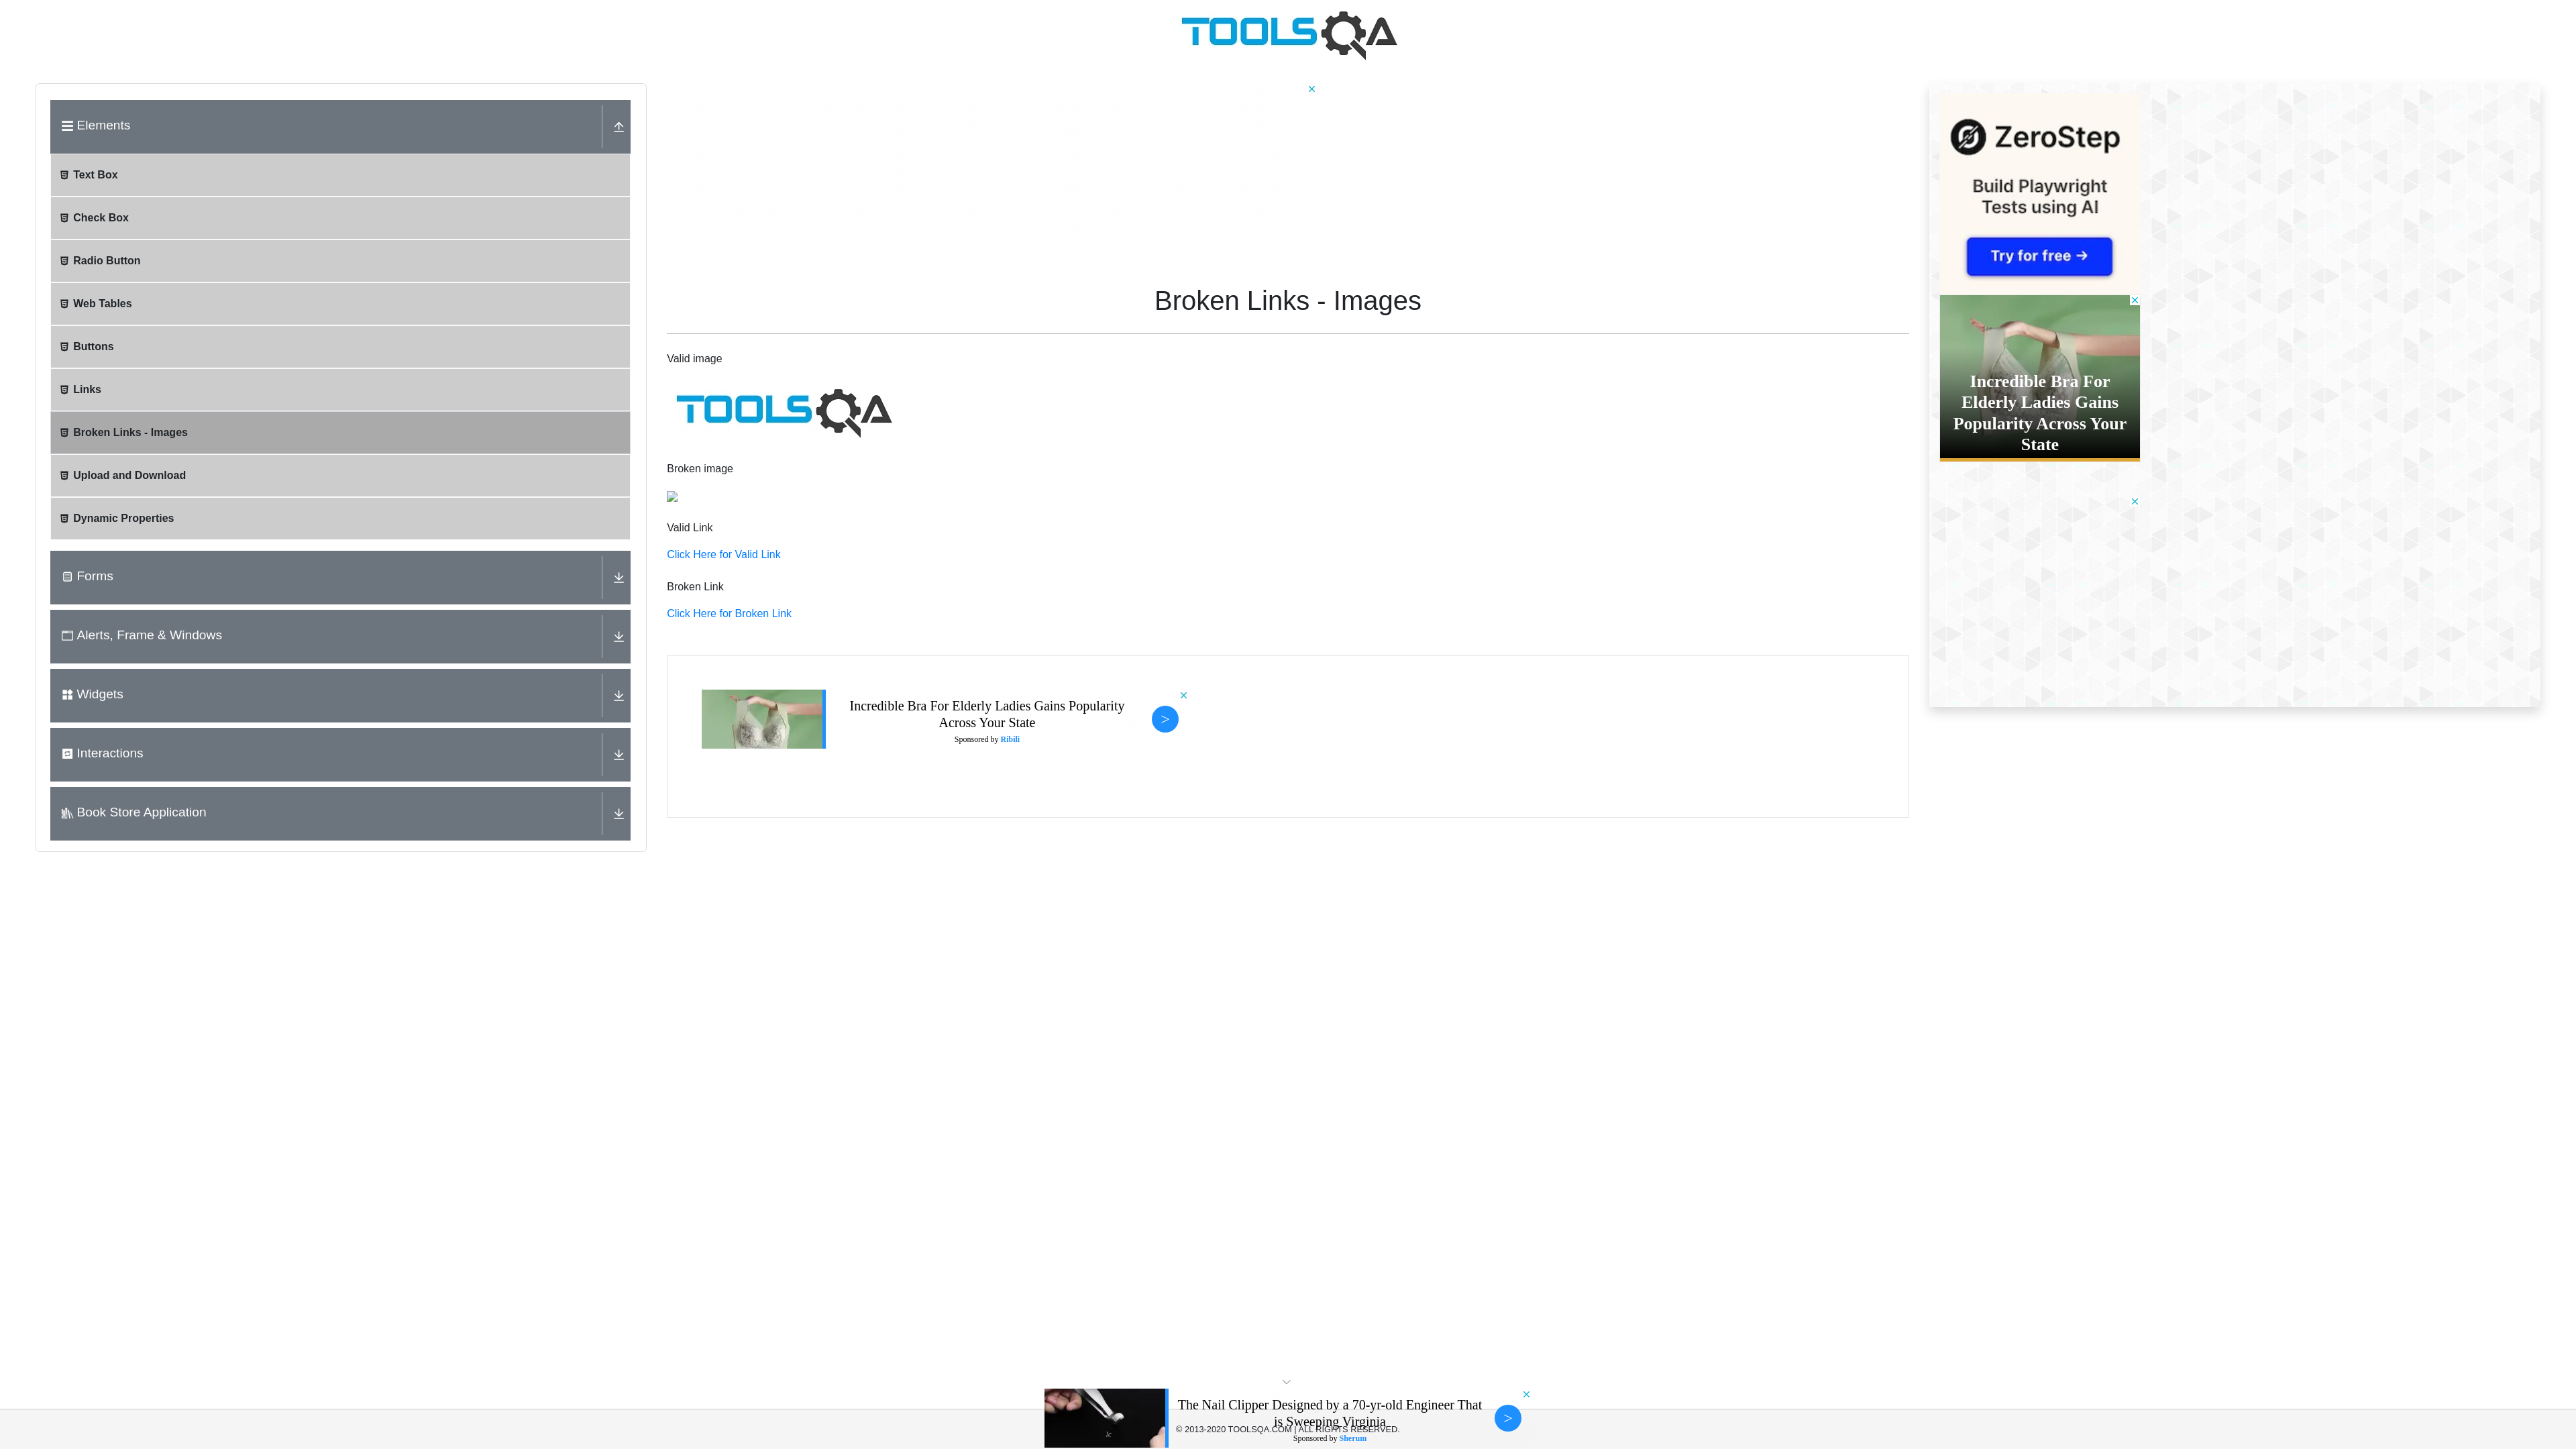 TOOLSQA
Elements
Text Box
Check Box
Radio Button
Web Tables
Buttons
Links
Broken Links - Images
Upload and Download
Dynamic Properties
Forms
Alerts, Frame & Windows
Widgets
Interactions
Book Store Application
Broken Links - Images
Valid image
TOOLSQA
Broken image
Valid Link
Click Here for Valid Link
Broken Link
Click Here for Broken Link
Incredible Bra For Elderly Ladies Gains Popularity
Across Your State
Sponsored by Ribili
>
ZeroStep
Build Playwright
Tests using AI
Try for free →
Incredible Bra For
Elderly Ladies Gains
Popularity Across Your
State
The Nail Clipper Designed by a 70-yr-old Engineer That
is Sweeping Virginia
© 2013-2020 TOOLSQA.COM | ALL RIGHTS RESERVED.
Sponsored by Sherum
>